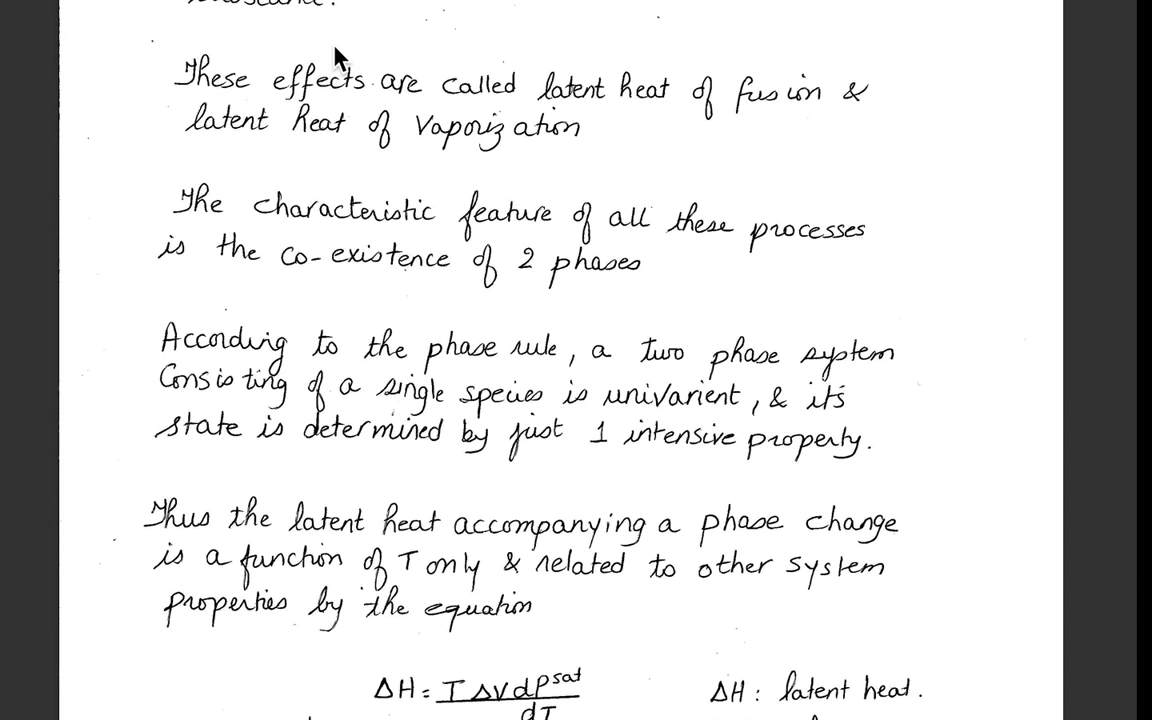 These effects are called latent heat of fusion &
latent heat of vaporization
The characteristic feature of all these processes
is the co-existence of 2 phases
According to the phase rule, a two phase system
Consisting of a single species is univarient, & it's
state is determined by just 1 intensive property.
Thus the latent heat accompanying a phase change
is a function of T only & related to other system
properties by the equation
ΔH = T ΔV dP^sat ΔH : latent heat.
dT